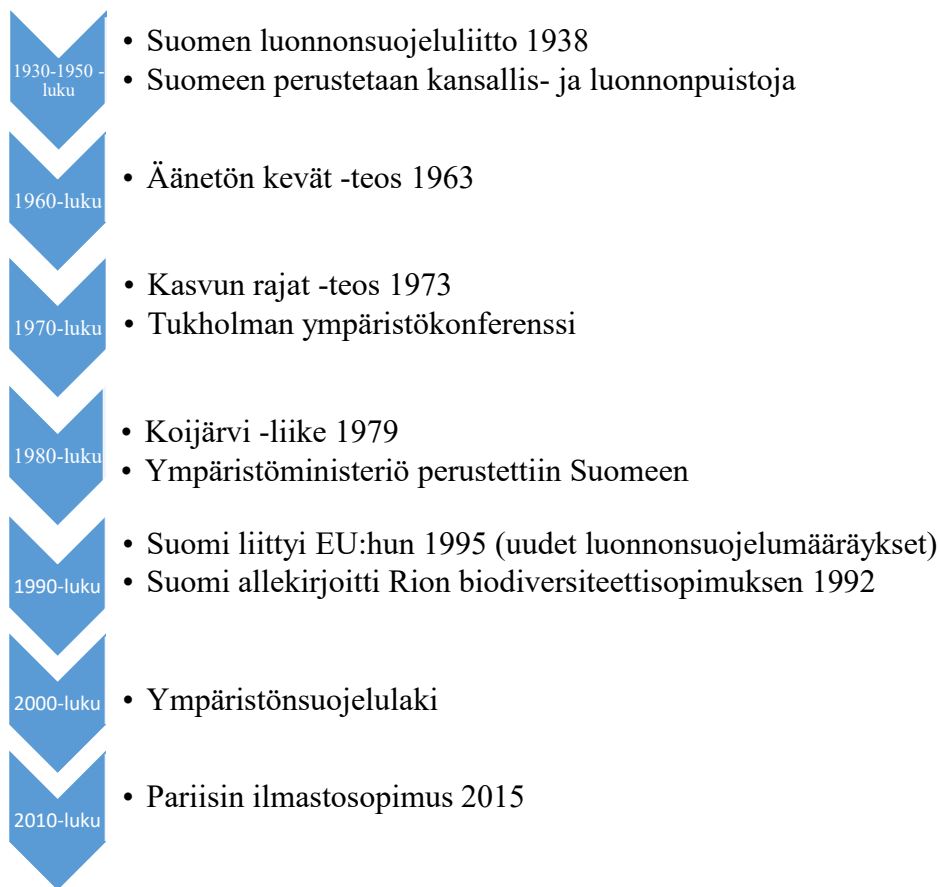 1930-1950 -
luku
• Suomen luonnonsuojeluliitto 1938
• Suomeen perustetaan kansallis- ja luonnonpuistoja
1960-luku
• Äänetön kevät -teos 1963
1970-luku
• Kasvun rajat -teos 1973
• Tukholman ympäristökonferenssi
1980-luku
• Koijärvi -liike 1979
• Ympäristöministeriö perustettiin Suomeen
1990-luku
• Suomi liittyi EU:hun 1995 (uudet luonnonsuojelumääräykset)
• Suomi allekirjoitti Rion biodiversiteettisopimuksen 1992
2000-luku
• Ympäristönsuojelulaki
2010-luku
• Pariisin ilmastosopimus 2015